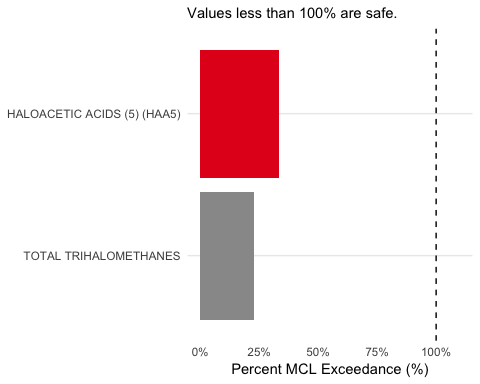 Values less than 100% are safe.
HALOACETIC ACIDS (5) (HAA5)
TOTAL TRIHALOMETHANES
0% 25% 50% 75% 100%
Percent MCL Exceedance (%)